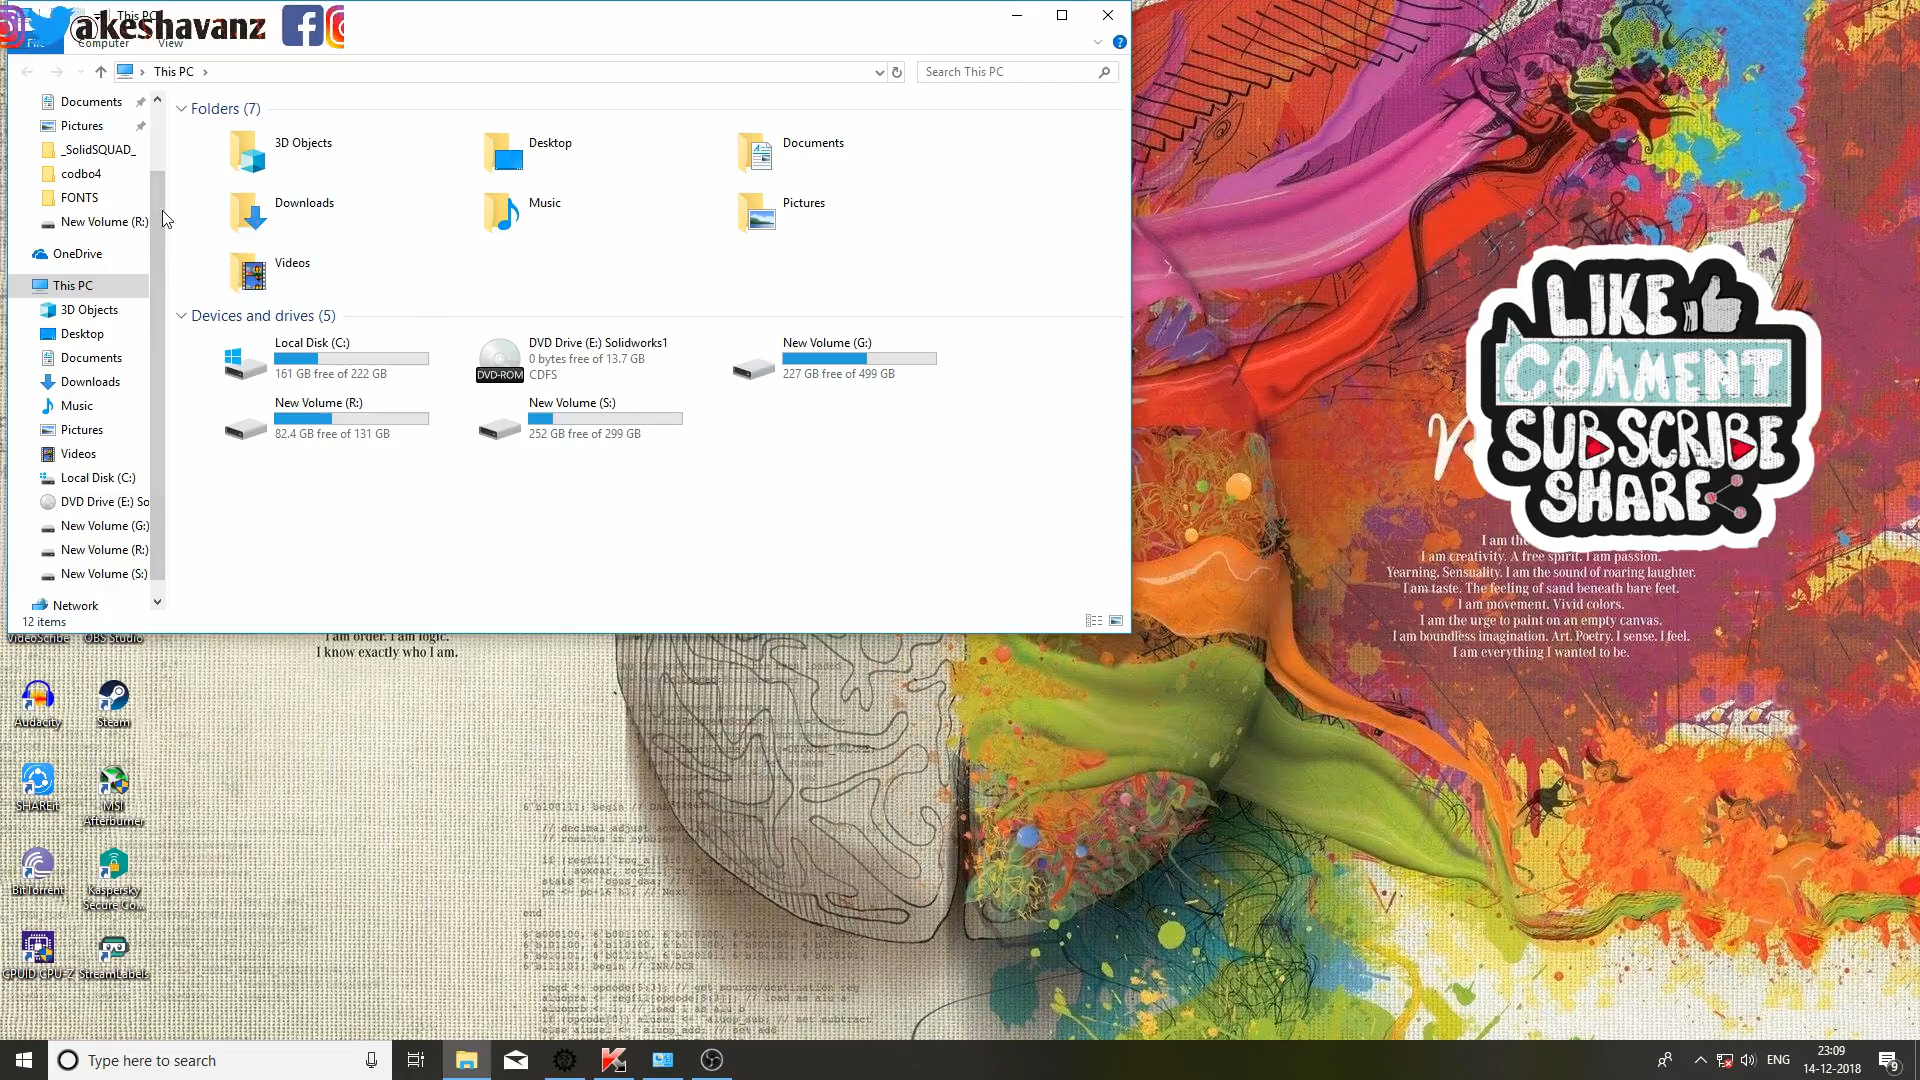 This PC
@keshavanz
File
Computer
View
This PC
Search This PC
Documents
Pictures
_SolidSQUAD_
codbo4
FONTS
New Volume (R:)
OneDrive
This PC
3D Objects
Desktop
Documents
Downloads
Music
Pictures
Videos
Local Disk (C:)
DVD Drive (E:) So
New Volume (G:)
New Volume (R:)
New Volume (S:)
Network
12 items
Folders (7)
3D Objects
Desktop
Documents
Downloads
Music
Pictures
Videos
Devices and drives (5)
Local Disk (C:)
161 GB free of 222 GB
DVD Drive (E:) Solidworks1
0 bytes free of 13.7 GB
CDFS
DVD-ROM
New Volume (G:)
227 GB free of 499 GB
New Volume (R:)
82.4 GB free of 131 GB
New Volume (S:)
252 GB free of 299 GB
LIKE
COMMENT
SUBSCRIBE
SHARE
I am the
I am creativity. A free spirit. I am passion.
Yearning. Sensuality. I am the sound of roaring laughter.
I am taste. The feeling of sand beneath bare feet.
I am movement. Vivid colors.
I am the urge to paint on an empty canvas.
I am boundless imagination. Art. Poetry. I sense. I feel.
I am everything I wanted to be.
I am order. I am logic.
I know exactly who I am.
VideoScribe
OBS Studio
Audacity
Steam
SHAREit
MSI
Afterburner
BitTorrent
Kaspersky
Secure Co...
CPUID CPU-Z
StreamLabels
Type here to search
ENG
23:09
14-12-2018
9